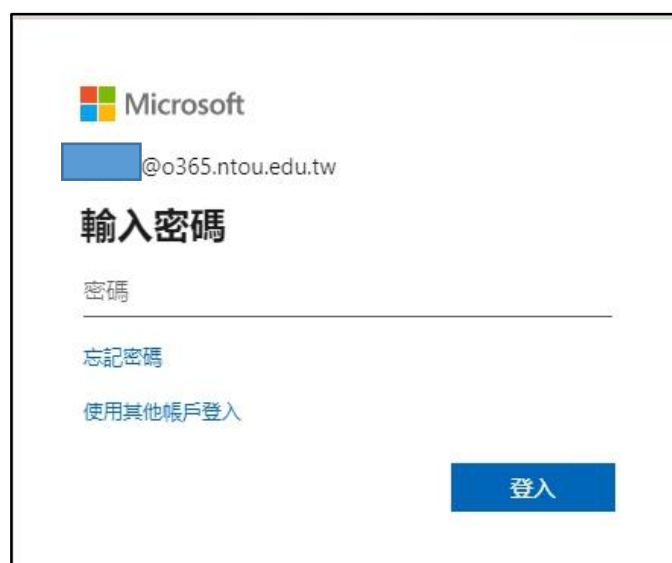 Microsoft
@o365.ntou.edu.tw
輸入密碼
密碼
忘記密碼
使用其他帳戶登入
登入